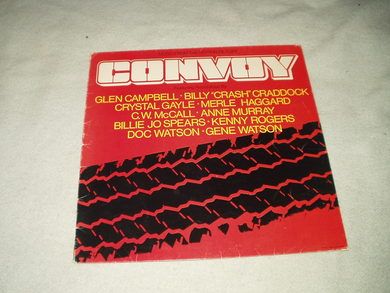 CONVOY
GLEN CAMPBELL · BILLY "CRASH" CRADDOCK
CRYSTAL GAYLE · MERLE HAGGARD
C.W. McCALL · ANNE MURRAY
BILLIE JO SPEARS · KENNY ROGERS
DOC WATSON · GENE WATSON